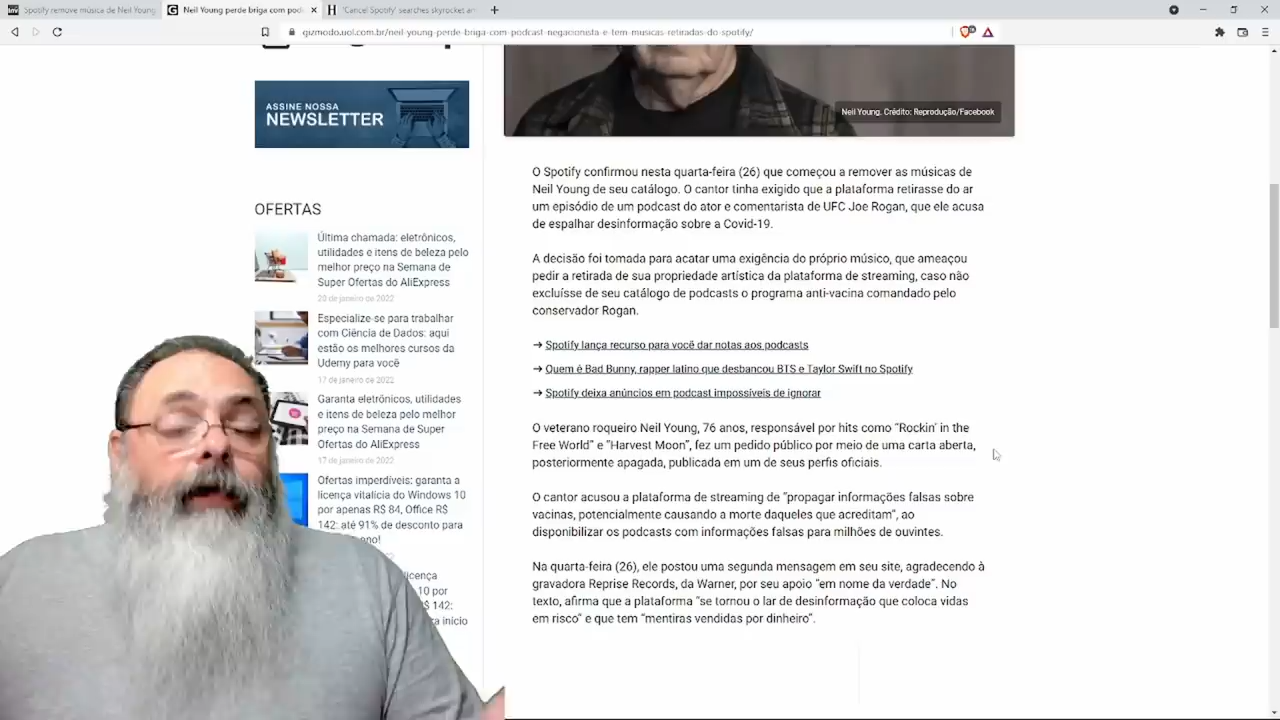 Spotify remove música de Neil Young
Neil Young perde briga com pod
'Cancel Spotify' searches skyrocket am
gizmodo.uol.com.br/neil-young-perde-briga-com-podcast-negacionista-e-tem-musicas-retiradas-do-spotify/
ASSINE NOSSA
NEWSLETTER
Neil Young. Crédito: Reprodução/Facebook
OFERTAS
Última chamada: eletrônicos,
utilidades e itens de beleza pelo
melhor preço na Semana de
Super Ofertas do AliExpress
20 de janeiro de 2022
Especialize-se para trabalhar
com Ciência de Dados: aqui
estão os melhores cursos da
Udemy para você
17 de janeiro de 2022
Garanta eletrônicos, utilidades
e itens de beleza pelo melhor
preço na Semana de Super
Ofertas do AliExpress
17 de janeiro de 2022
Ofertas imperdíveis: garanta a
licença vitalícia do Windows 10
por apenas R$ 84, Office R$
142: até 91% de desconto para
ano!
licença
10 por
$ 142:
ra início
O Spotify confirmou nesta quarta-feira (26) que começou a remover as músicas de
Neil Young de seu catálogo. O cantor tinha exigido que a plataforma retirasse do ar
um episódio de um podcast do ator e comentarista de UFC Joe Rogan, que ele acusa
de espalhar desinformação sobre a Covid-19.
A decisão foi tomada para acatar uma exigência do próprio músico, que ameaçou
pedir a retirada de sua propriedade artística da plataforma de streaming, caso não
excluísse de seu catálogo de podcasts o programa anti-vacina comandado pelo
conservador Rogan.
→ Spotify lança recurso para você dar notas aos podcasts
→ Quem é Bad Bunny, rapper latino que desbancou BTS e Taylor Swift no Spotify
→ Spotify deixa anúncios em podcast impossíveis de ignorar
O veterano roqueiro Neil Young, 76 anos, responsável por hits como "Rockin' in the
Free World" e "Harvest Moon", fez um pedido público por meio de uma carta aberta,
posteriormente apagada, publicada em um de seus perfis oficiais.
O cantor acusou a plataforma de streaming de "propagar informações falsas sobre
vacinas, potencialmente causando a morte daqueles que acreditam", ao
disponibilizar os podcasts com informações falsas para milhões de ouvintes.
Na quarta-feira (26), ele postou uma segunda mensagem em seu site, agradecendo à
gravadora Reprise Records, da Warner, por seu apoio "em nome da verdade". No
texto, afirma que a plataforma "se tornou o lar de desinformação que coloca vidas
em risco" e que tem "mentiras vendidas por dinheiro".